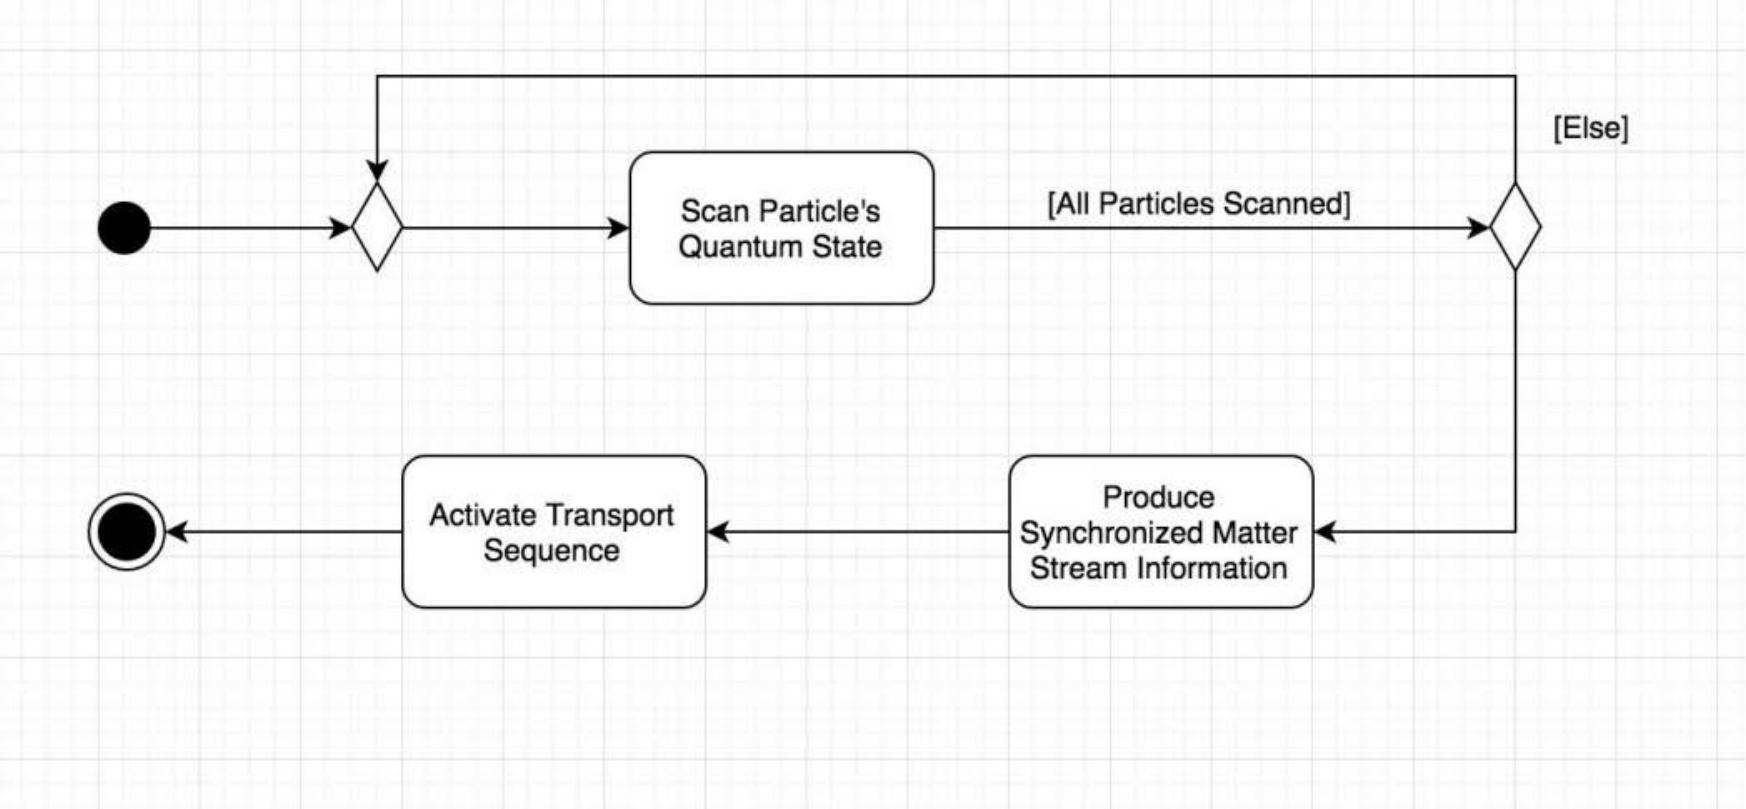 [Else]
[All Particles Scanned]
Scan Particle's
Quantum State
Activate Transport
Sequence
Produce
Synchronized Matter
Stream Information